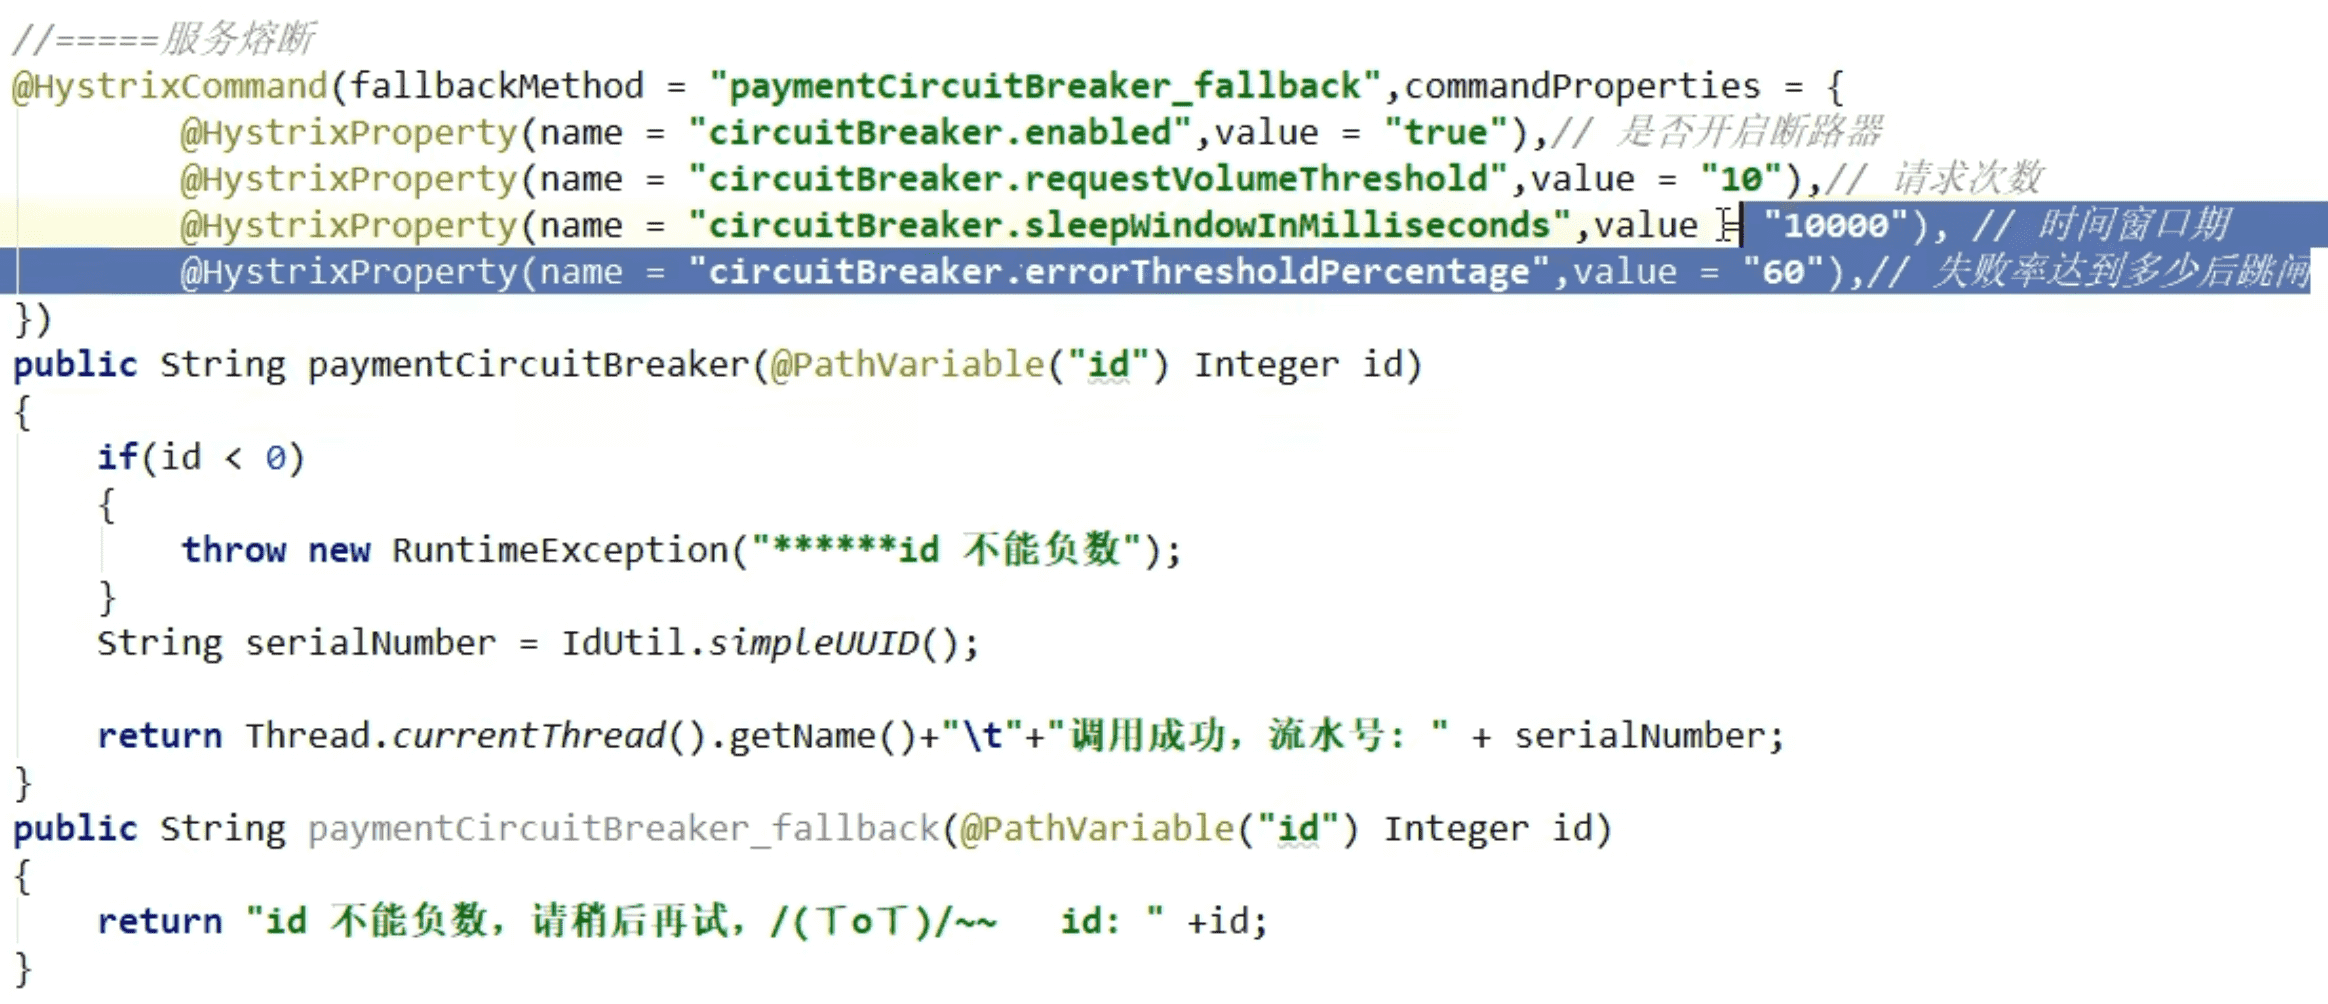 //=====服务熔断
@HystrixCommand(fallbackMethod = "paymentCircuitBreaker_fallback",commandProperties = {
        @HystrixProperty(name = "circuitBreaker.enabled",value = "true"),// 是否开启断路器
        @HystrixProperty(name = "circuitBreaker.requestVolumeThreshold",value = "10"),// 请求次数
        @HystrixProperty(name = "circuitBreaker.sleepWindowInMilliseconds",value = "10000"), // 时间窗口期
        @HystrixProperty(name = "circuitBreaker.errorThresholdPercentage",value = "60"),// 失败率达到多少后跳闸
})
public String paymentCircuitBreaker(@PathVariable("id") Integer id)
{
    if(id < 0)
    {
        throw new RuntimeException("******id 不能负数");
    }
    String serialNumber = IdUtil.simpleUUID();
    return Thread.currentThread().getName()+"\t"+"调用成功，流水号: " + serialNumber;
}
public String paymentCircuitBreaker_fallback(@PathVariable("id") Integer id)
{
    return "id 不能负数，请稍后再试，/(ㄒoㄒ)/~~   id: " +id;
}